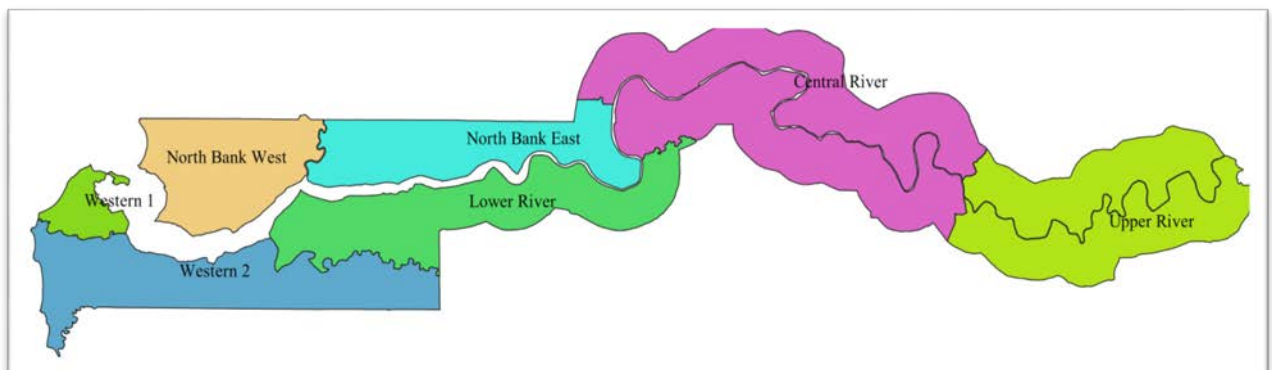 Central River
North Bank East
North Bank West
Western 1
Lower River
Upper River
Western 2